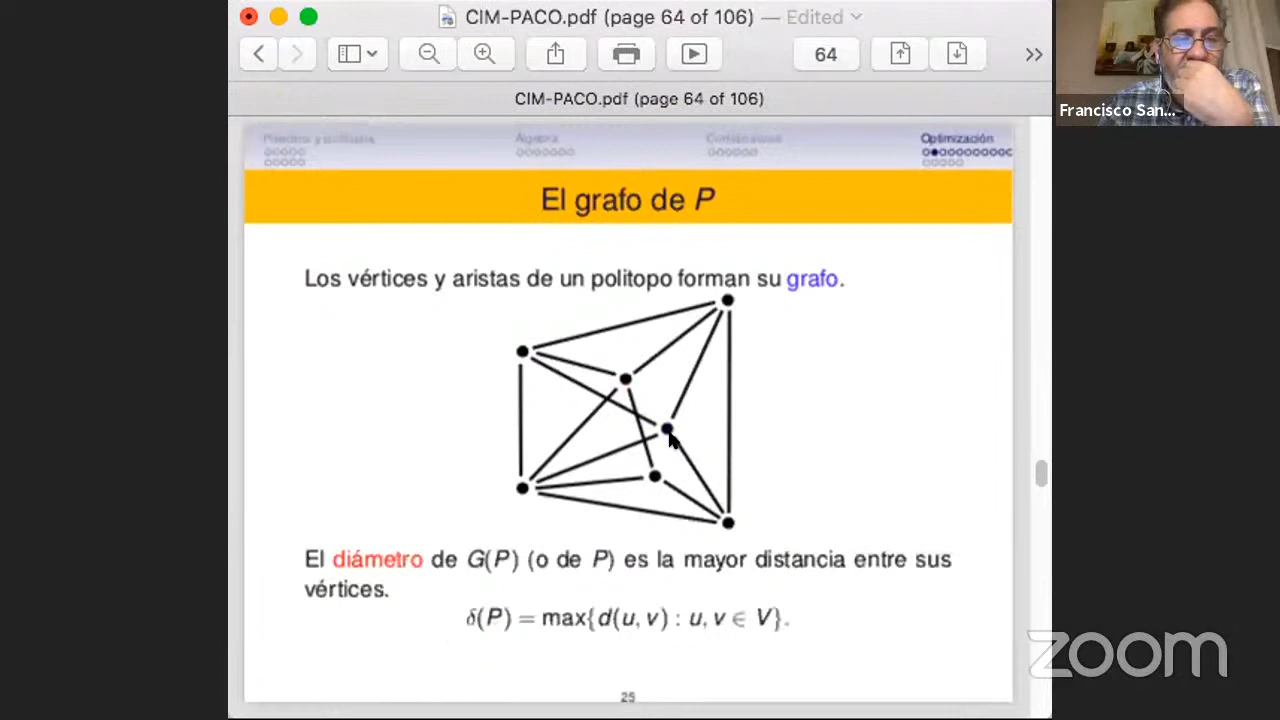 CIM-PACO.pdf (page 64 of 106) — Edited
64
CIM-PACO.pdf (page 64 of 106)
Álgebra
Optimización
El grafo de P
Los vértices y aristas de un politopo forman su grafo.
El diámetro de G(P) (o de P) es la mayor distancia entre sus
vértices.
δ(P) = max{d(u, v) : u, v ∈ V}.
25
Francisco San...
zoom